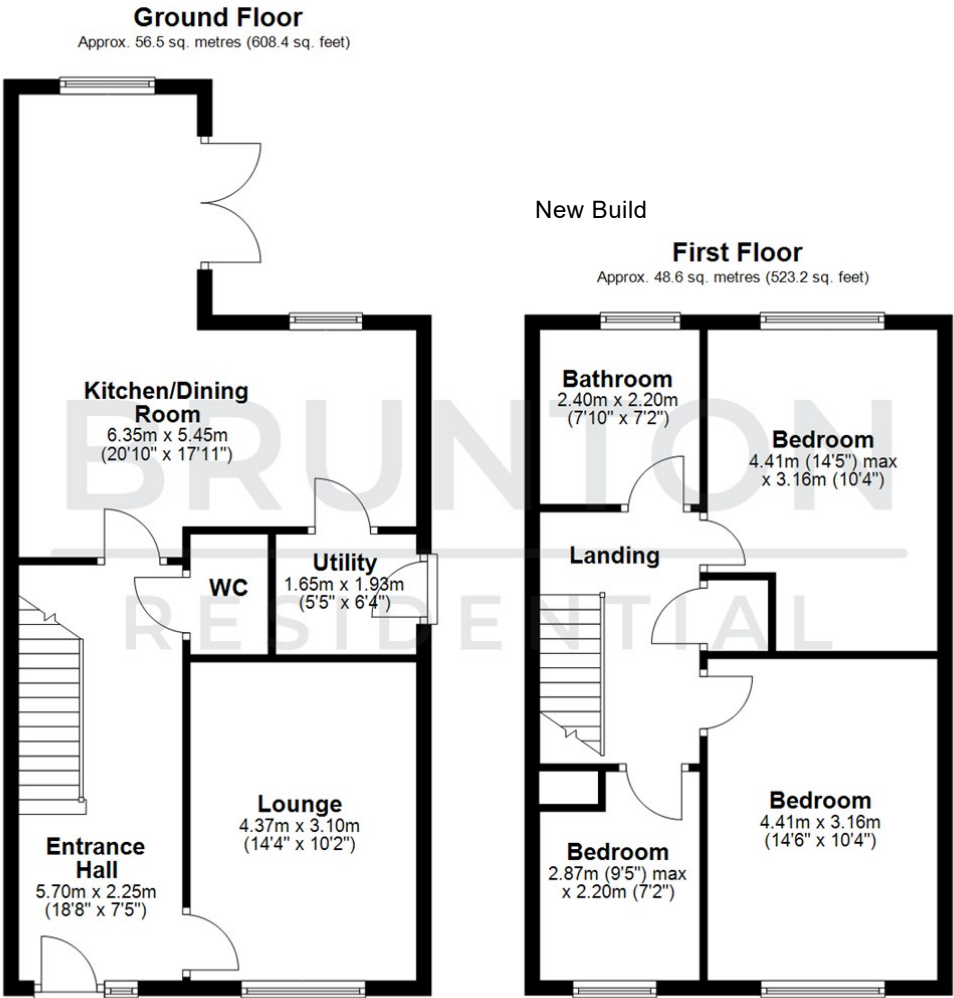 Ground Floor
Approx. 56.5 sq. metres (608.4 sq. feet)
New Build
First Floor
Approx. 48.6 sq. metres (523.2 sq. feet)
Kitchen/Dining
Room
6.35m x 5.45m
(20'10" x 17'11")
Bathroom
2.40m x 2.20m
(7'10" x 7'2")
Bedroom
4.41m (14'5") max
x 3.16m (10'4")
BRUNTON
RESIDENTIAL
WC
Utility
1.65m x 1.93m
(5'5" x 6'4")
Landing
Lounge
4.37m x 3.10m
(14'4" x 10'2")
Entrance
Hall
5.70m x 2.25m
(18'8" x 7'5")
Bedroom
2.87m (9'5") max
x 2.20m (7'2")
Bedroom
4.41m x 3.16m
(14'6" x 10'4")